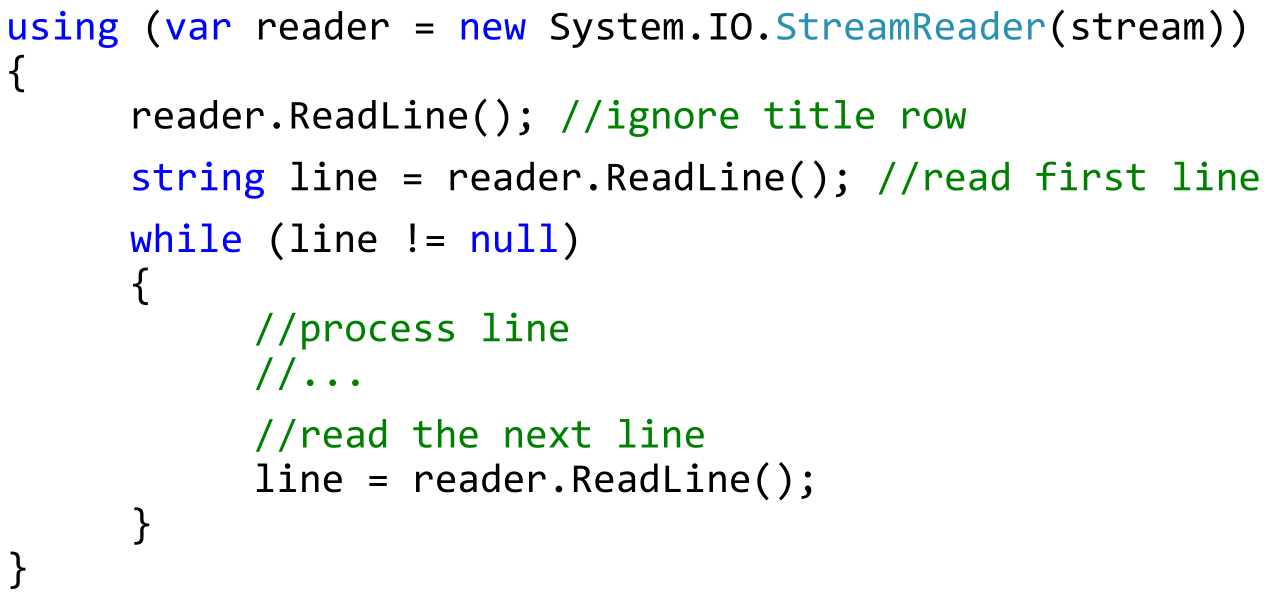 using (var reader = new System.IO.StreamReader(stream))
{
reader.ReadLine(); //ignore title row
string line = reader.ReadLine(); //read first line
while (line != null)
{
//process line
//...
//read the next line
line = reader.ReadLine();
}
}